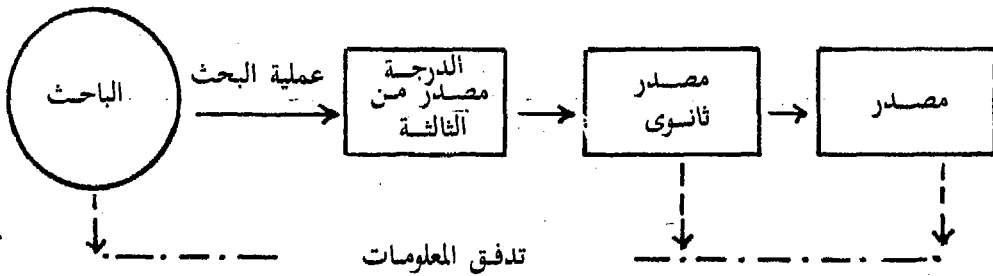 الباحث
عملية البحث
الدرجة
مصدر من
الثالثة
مصدر
ثانوى
مصدر
تدفق المعلومات